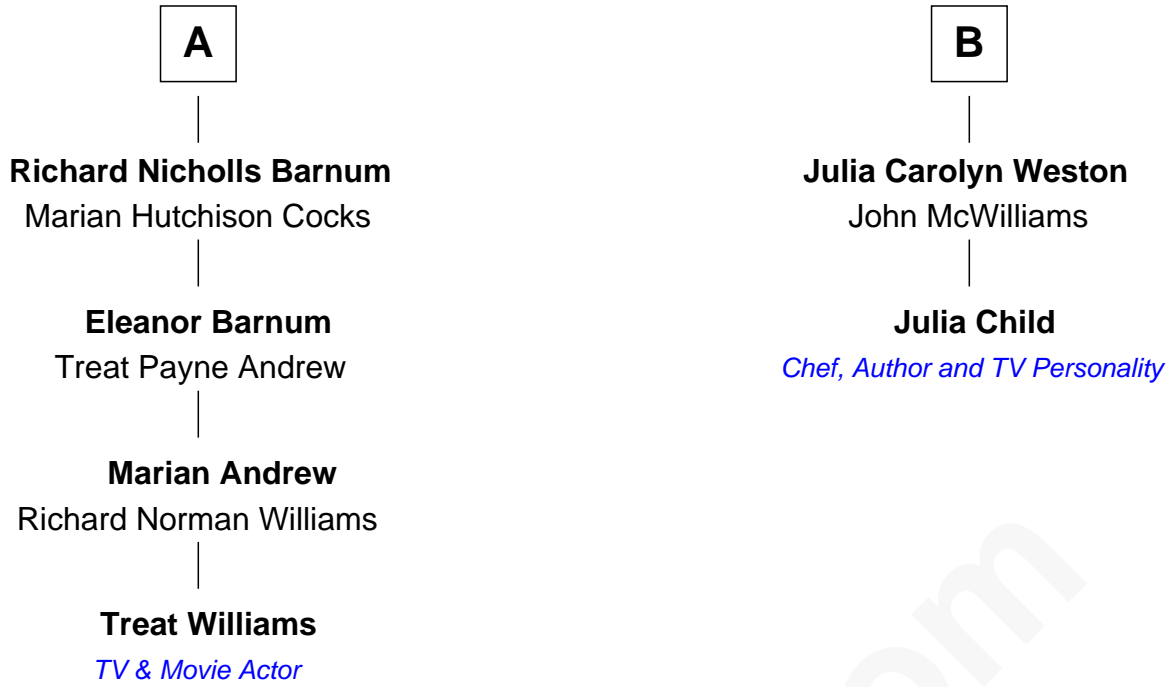 A
Richard Nicholls Barnum
Marian Hutchison Cocks
Eleanor Barnum
Treat Payne Andrew
Marian Andrew
Richard Norman Williams
Treat Williams
TV & Movie Actor
B
Julia Carolyn Weston
John McWilliams
Julia Child
Chef, Author and TV Personality
om